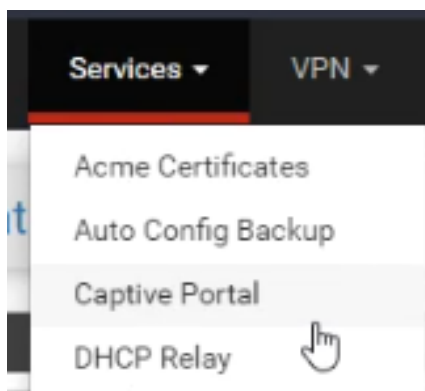 Services VPN
Acme Certificates
Auto Config Backup
Captive Portal
DHCP Relay